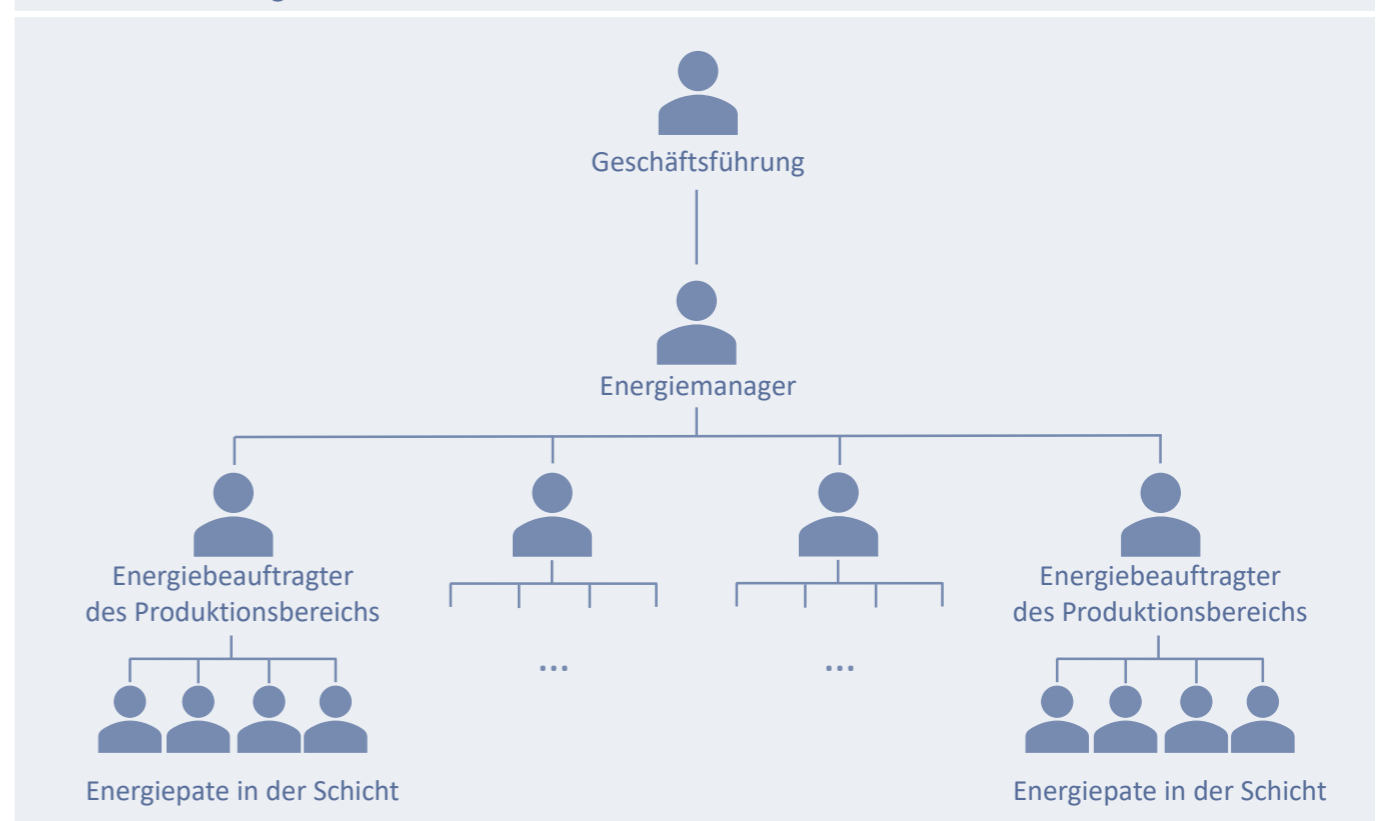 Geschäftsführung
Energiemanager
Energiebeauftragter
des Produktionsbereichs
Energiebeauftragter
des Produktionsbereichs
...
...
Energiepate in der Schicht
Energiepate in der Schicht